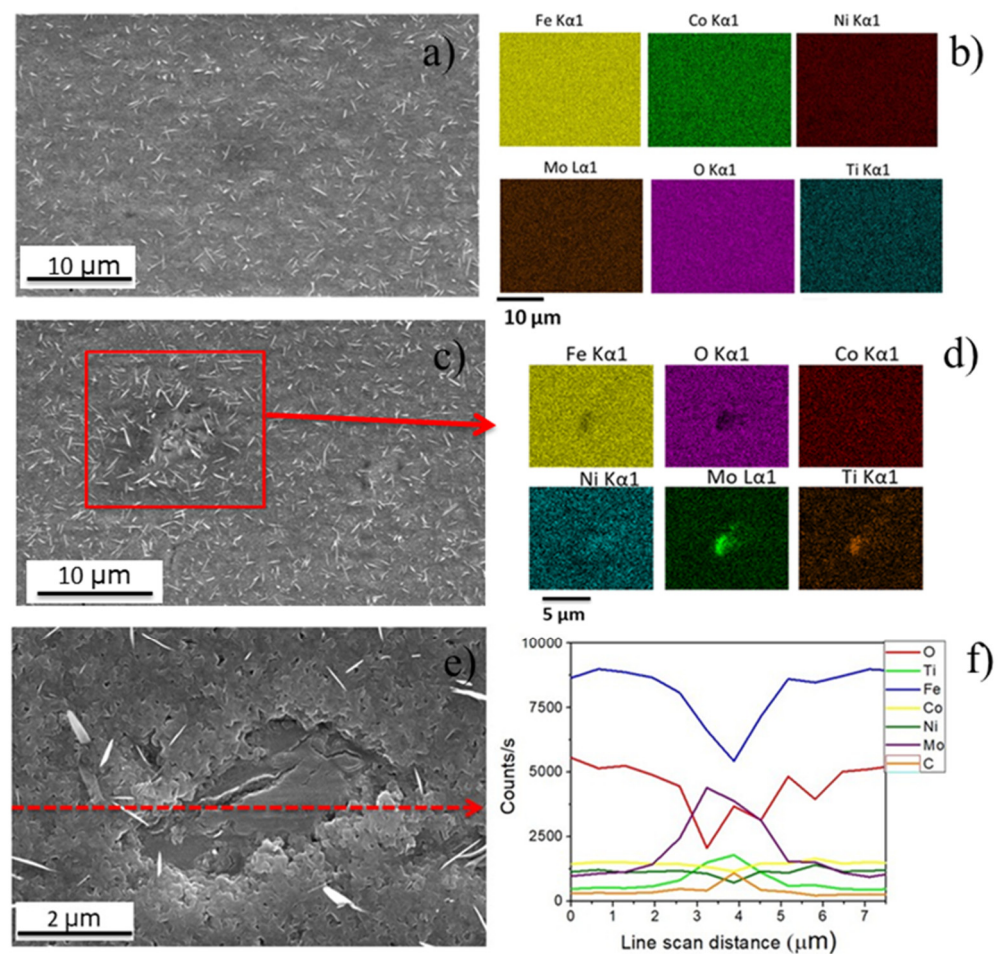 a)
10 µm
Fe Kα1 Co Kα1 Ni Kα1
b)
Mo Lα1 O Kα1 Ti Kα1
10 µm
c)
10 µm
d)
Fe Kα1 O Kα1 Co Kα1
Ni Kα1 Mo Lα1 Ti Kα1
5 µm
e)
2 µm
f)
10000
7500
5000
2500
0
Counts/s
0 1 2 3 4 5 6 7
Line scan distance (µm)
O
Ti
Fe
Co
Ni
Mo
C